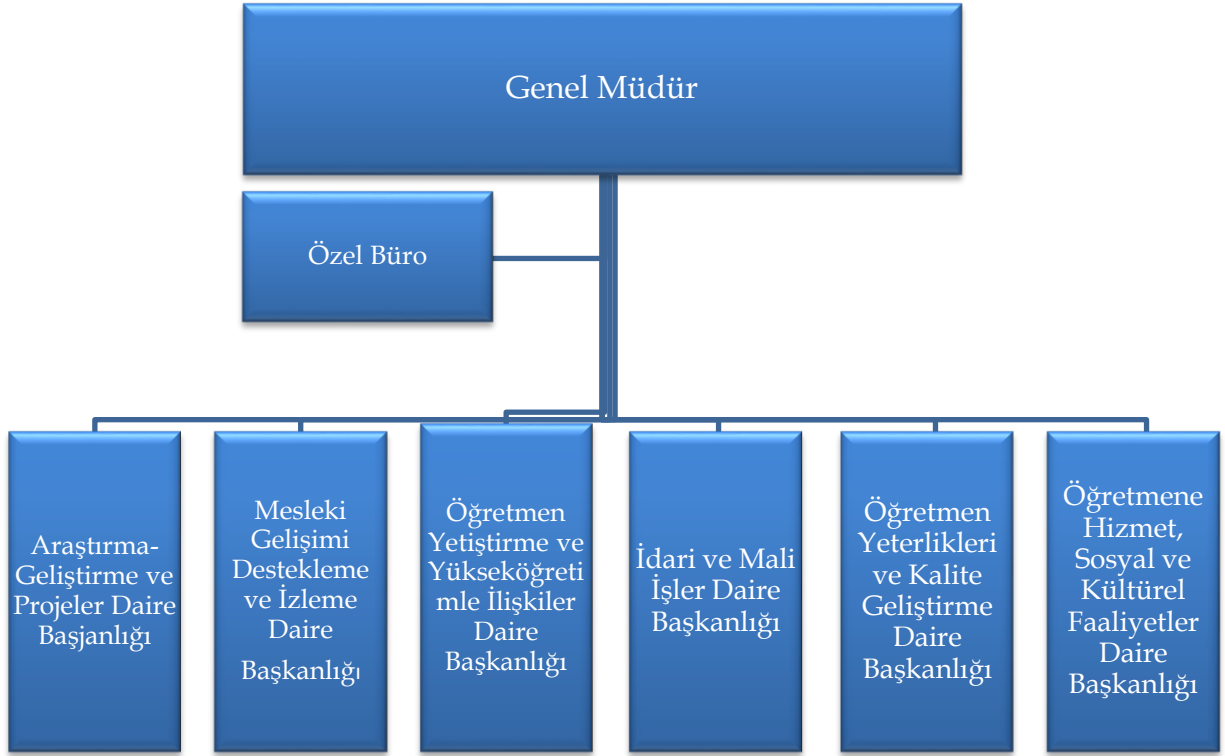 Genel Müdür
Özel Büro
Araştırma-
Geliştirme ve
Projeler Daire
Başjanlığı
Mesleki
Gelişimi
Destekleme
ve İzleme
Daire
Başkanlığı
Öğretmen
Yetiştirme ve
Yükseköğreti
mle İlişkiler
Daire
Başkanlığı
İdari ve Mali
İşler Daire
Başkanlığı
Öğretmen
Yeterlikleri
ve Kalite
Geliştirme
Daire
Başkanlığı
Öğretmene
Hizmet,
Sosyal ve
Kültürel
Faaliyetler
Daire
Başkanlığı